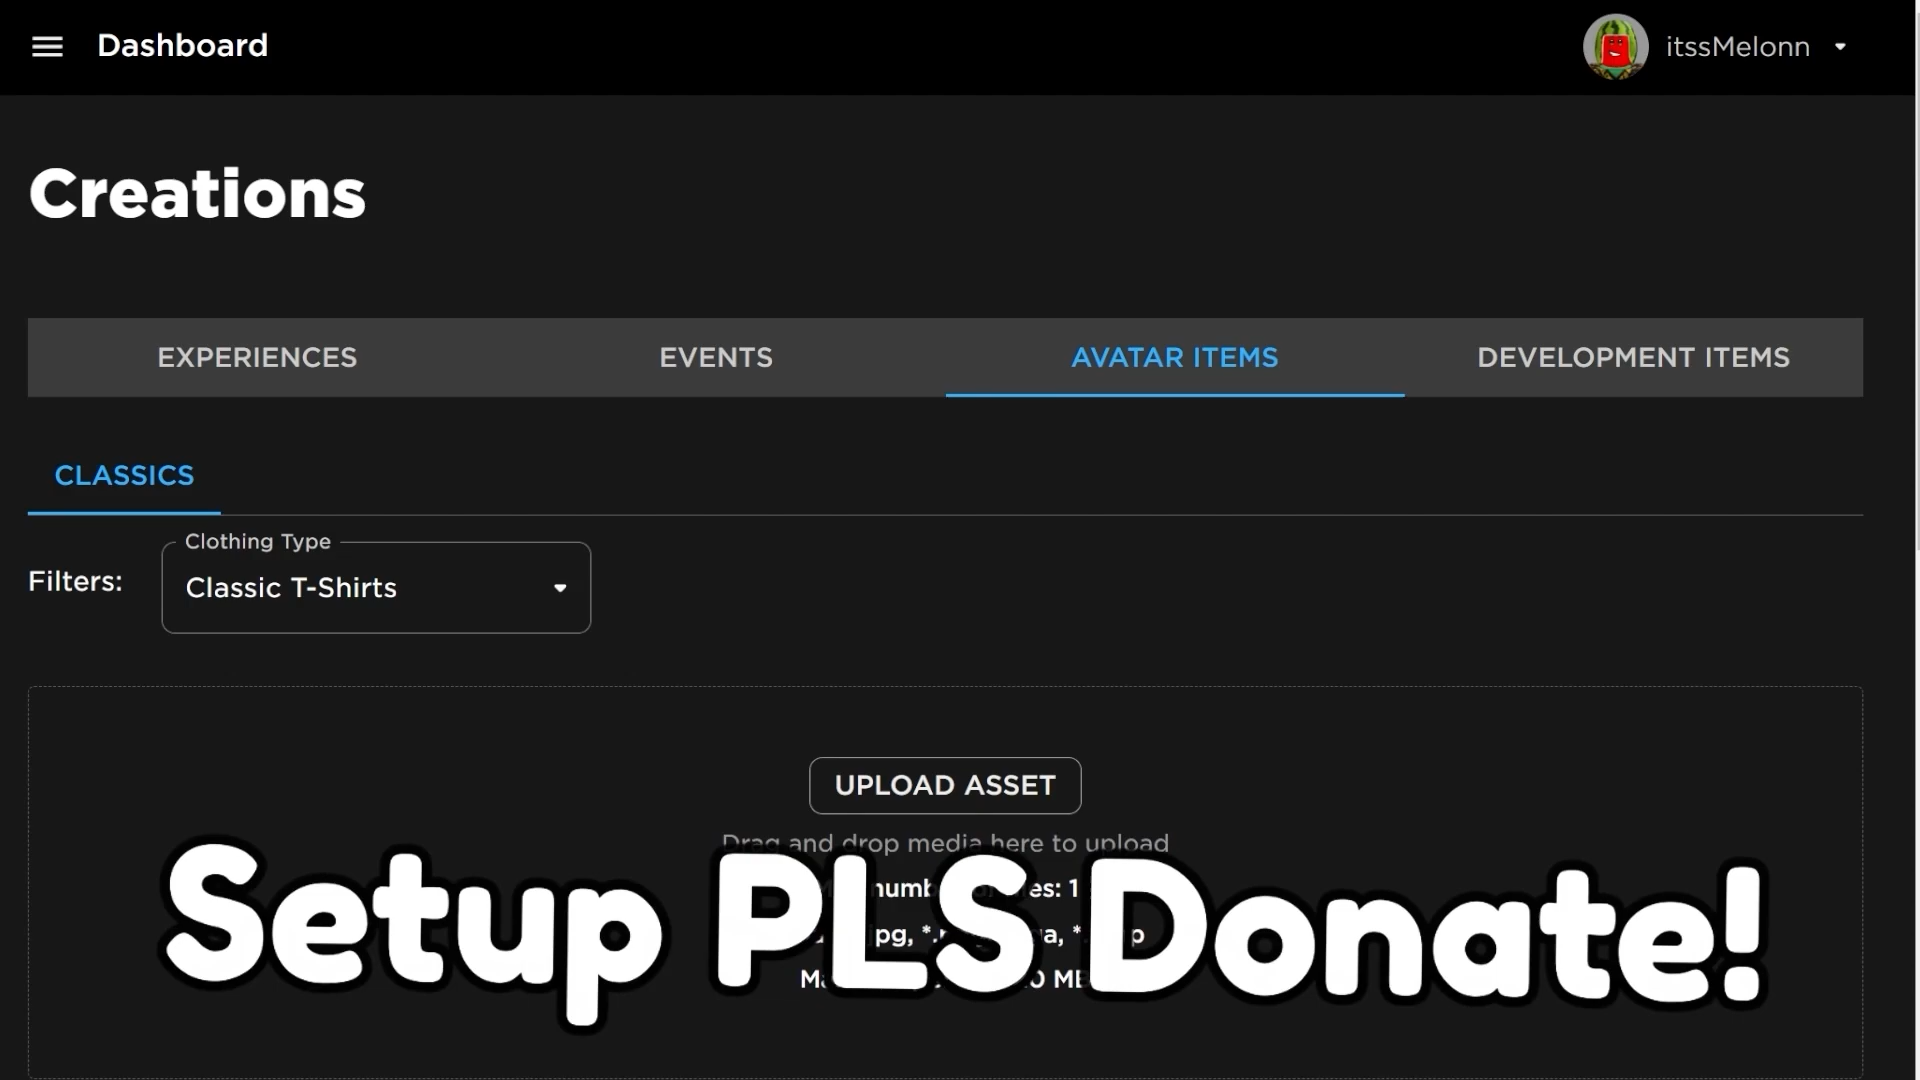 Dashboard
itssMelonn
Creations
EXPERIENCES
EVENTS
AVATAR ITEMS
DEVELOPMENT ITEMS
CLASSICS
Filters:
Clothing Type
Classic T-Shirts
UPLOAD ASSET
Drag and drop media here to upload
1
Setup PLS Donate!